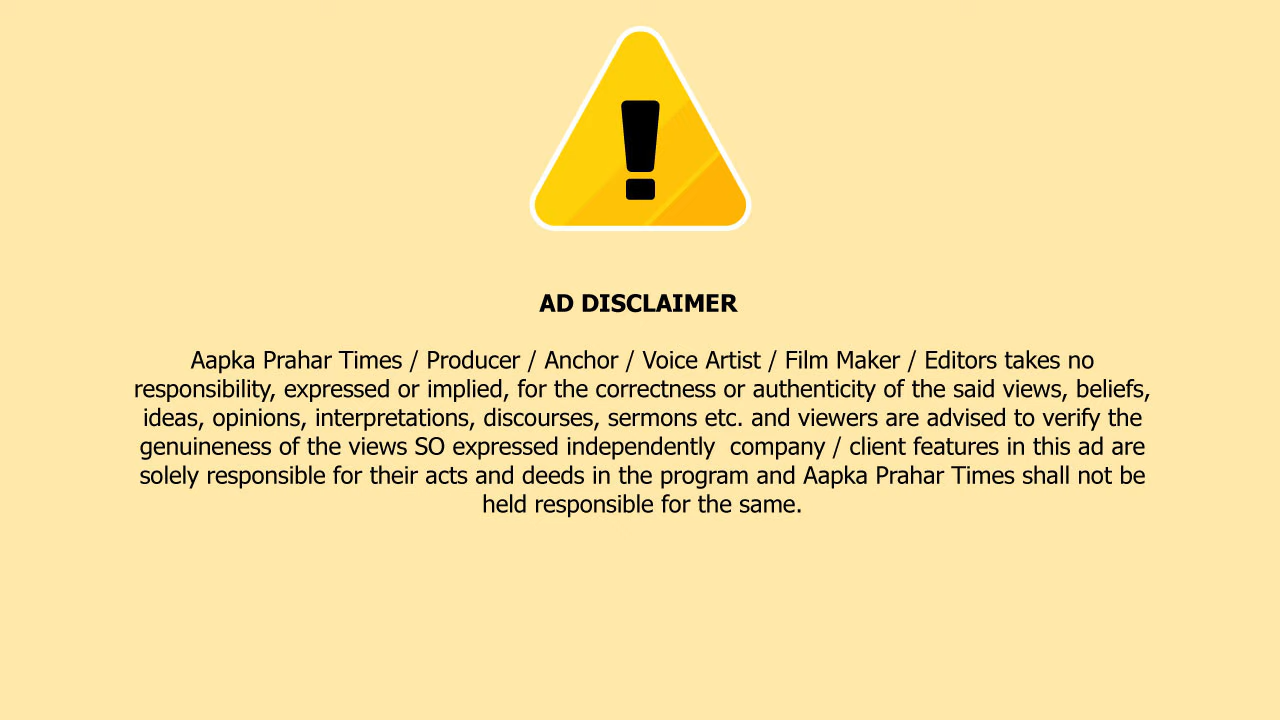 AD DISCLAIMER
Aapka Prahar Times / Producer / Anchor / Voice Artist / Film Maker / Editors takes no
responsibility, expressed or implied, for the correctness or authenticity of the said views, beliefs,
ideas, opinions, interpretations, discourses, sermons etc. and viewers are advised to verify the
genuineness of the views SO expressed independently  company / client features in this ad are
solely responsible for their acts and deeds in the program and Aapka Prahar Times shall not be
held responsible for the same.